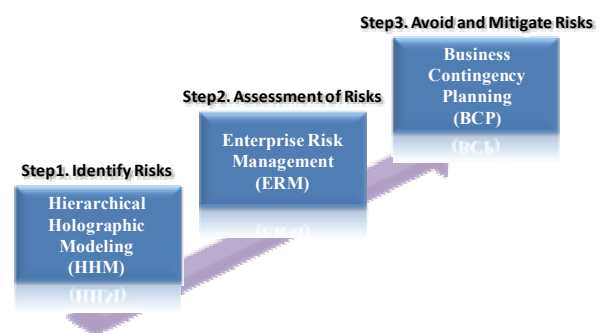 Step3. Avoid and Mitigate Risks
Business
Contingency
Planning
(BCP)
Step2. Assessment of Risks
Enterprise Risk
Management
(ERM)
Step1. Identify Risks
Hierarchical
Holographic
Modeling
(HHM)